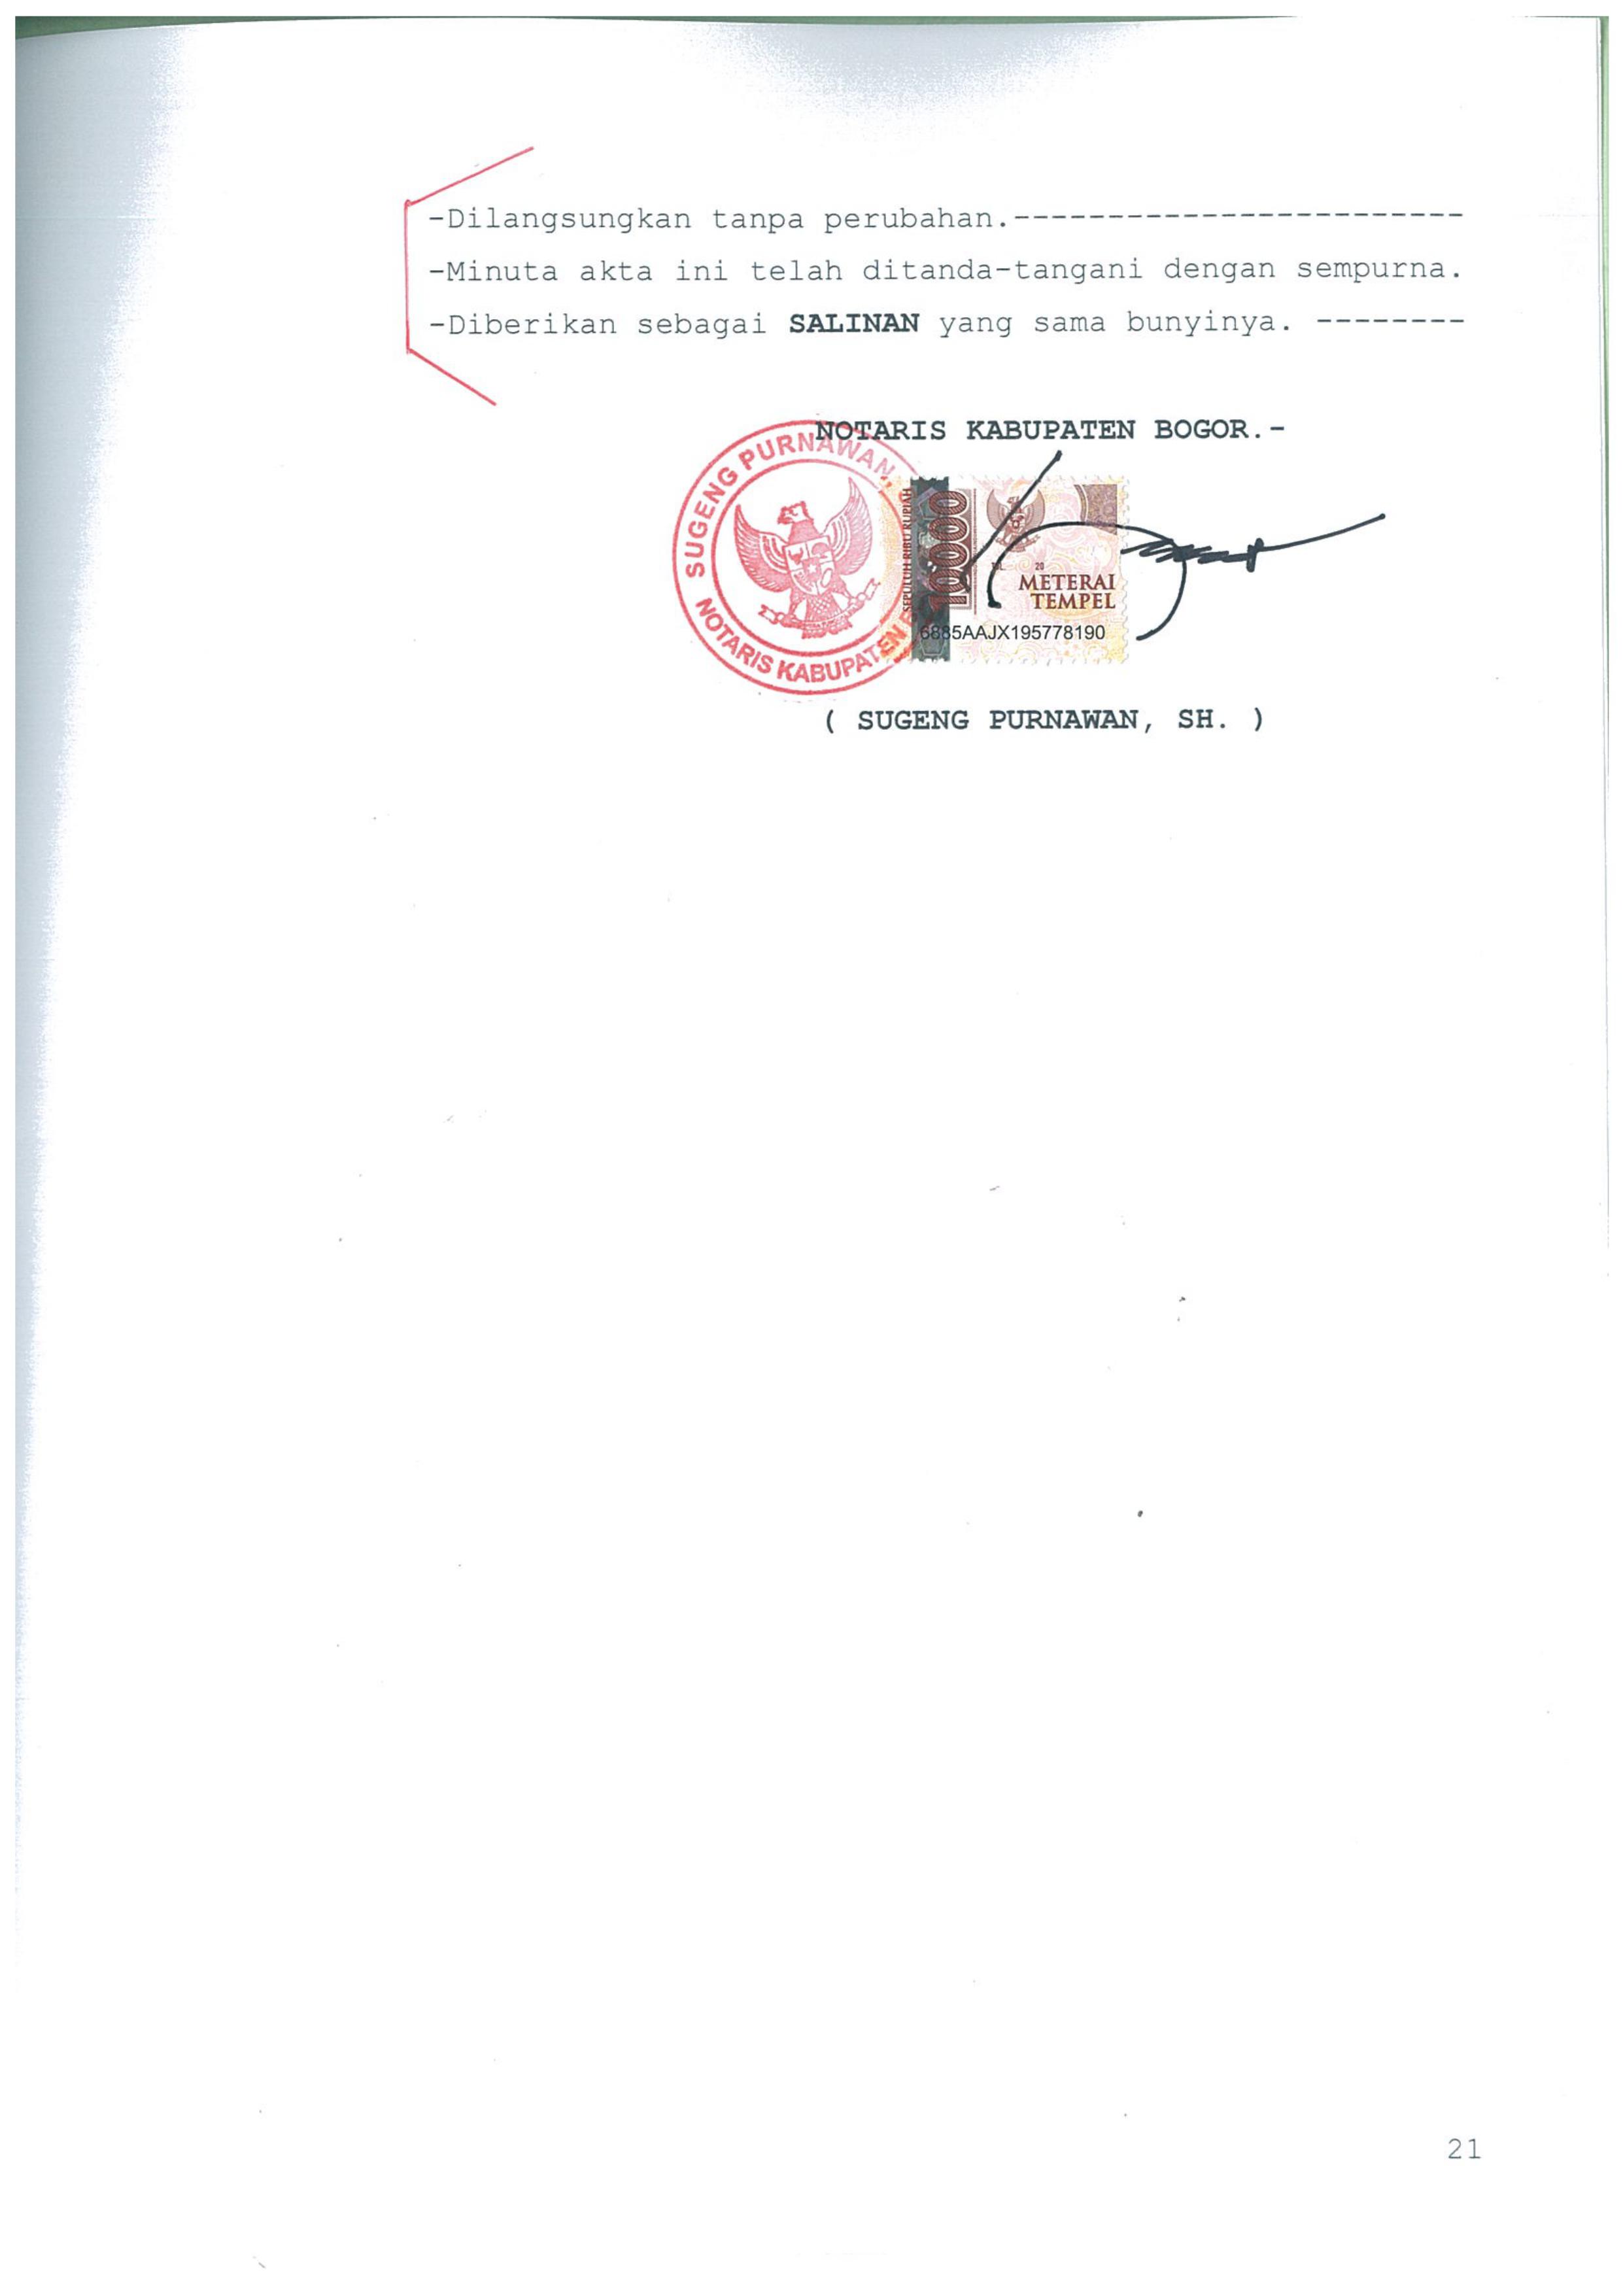 -Dilangsungkan tanpa perubahan.------------------------
-Minuta akta ini telah ditanda-tangani dengan sempurna.
-Diberikan sebagai SALINAN yang sama bunyinya. --------
NOTARIS KABUPATEN BOGOR.-
SUGENG PURNAWAN,
NOTARIS KABUPATEN B
SEPULUH RIBU RUPIAH
10000
20
METERAI
TEMPEL
6885AAJX195778190
( SUGENG PURNAWAN, SH. )
21